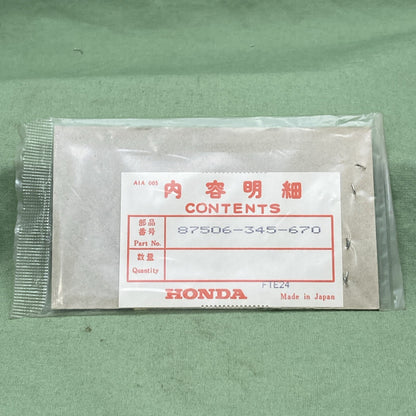 AIA 005
内容明細
CONTENTS
部品
番号
Part No.
87506-345-670
数量
Quantity
FTE24
HONDA
Made in Japan